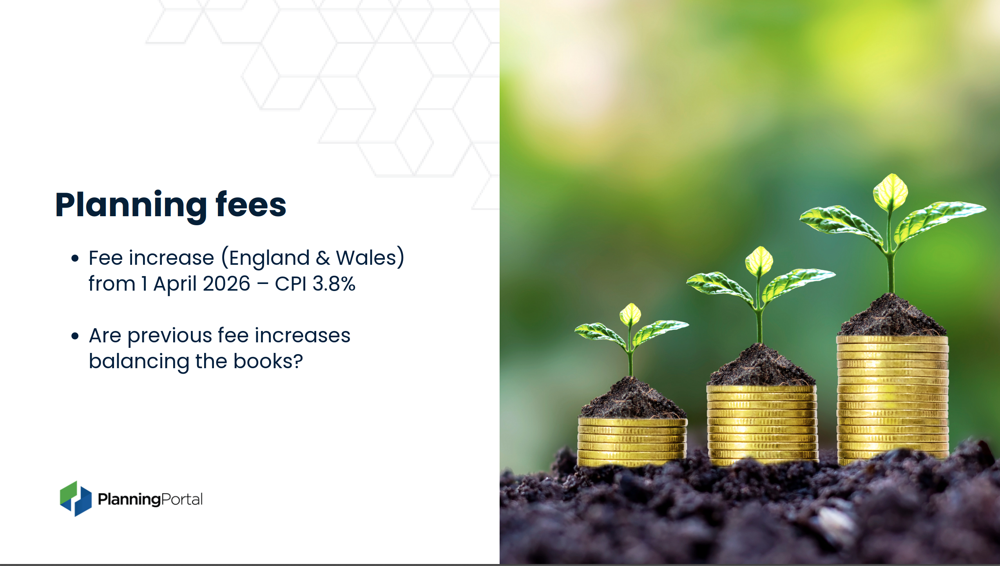 Planning fees
• Fee increase (England & Wales)
from 1 April 2026 – CPI 3.8%
• Are previous fee increases
balancing the books?
PlanningPortal